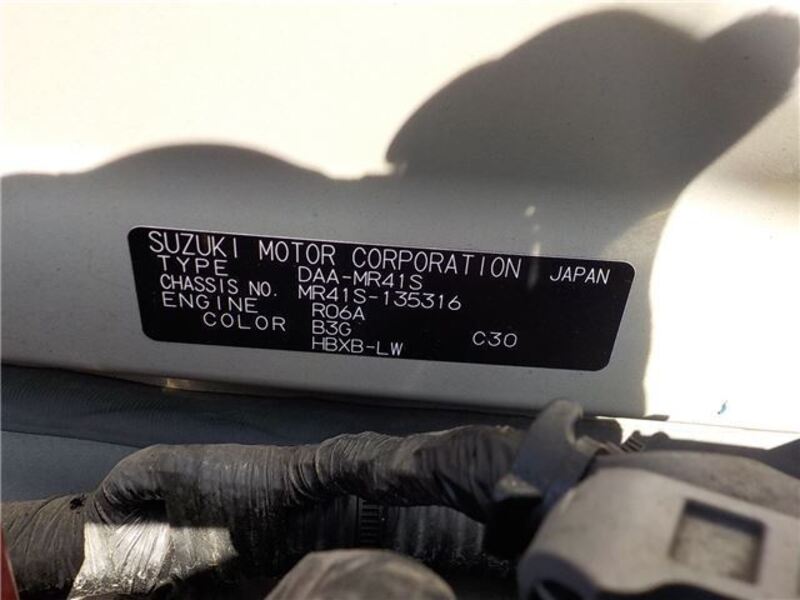 SUZUKI MOTOR CORPORATION JAPAN
TYPE DAA-MR41S
CHASSIS NO. MR41S-135316
ENGINE R06A
COLOR B3G
HBXB-LW C30